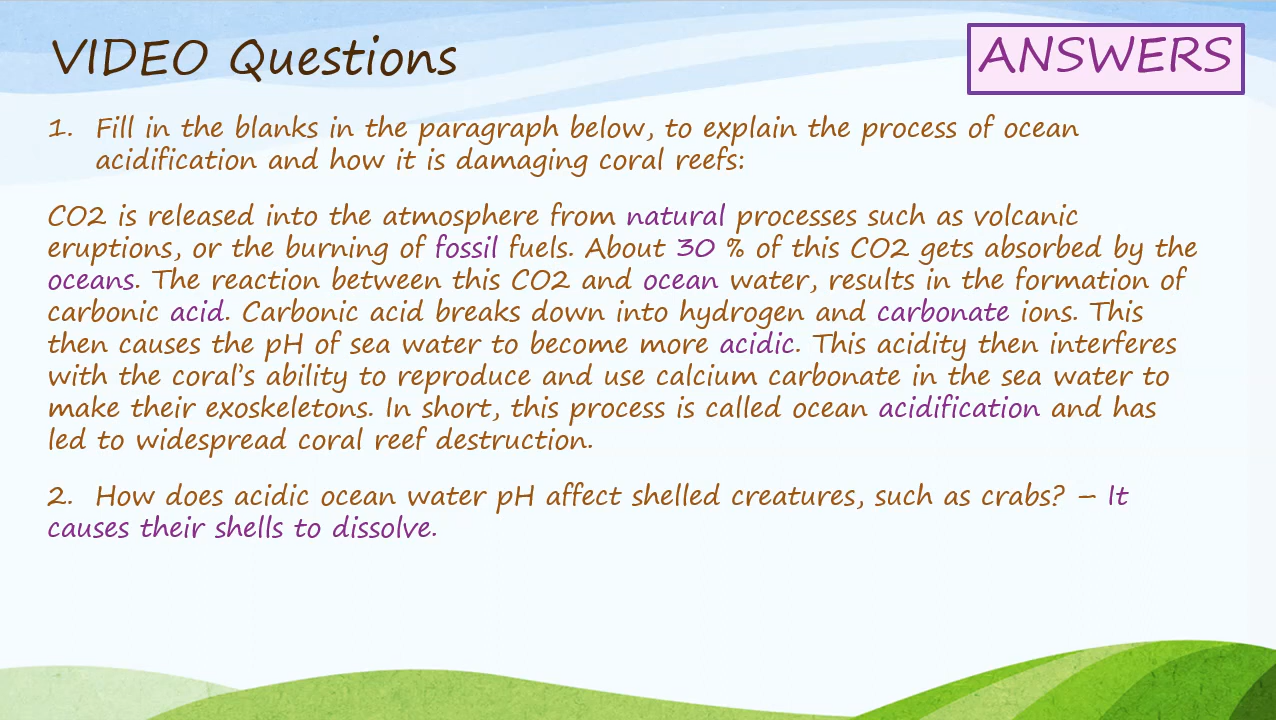 VIDEO Questions
ANSWERS
1. Fill in the blanks in the paragraph below, to explain the process of ocean
acidification and how it is damaging coral reefs:
CO2 is released into the atmosphere from natural processes such as volcanic
eruptions, or the burning of fossil fuels. About 30 % of this CO2 gets absorbed by the
oceans. The reaction between this CO2 and ocean water, results in the formation of
carbonic acid. Carbonic acid breaks down into hydrogen and carbonate ions. This
then causes the pH of sea water to become more acidic. This acidity then interferes
with the coral's ability to reproduce and use calcium carbonate in the sea water to
make their exoskeletons. In short, this process is called ocean acidification and has
led to widespread coral reef destruction.
2. How does acidic ocean water pH affect shelled creatures, such as crabs? – It
causes their shells to dissolve.